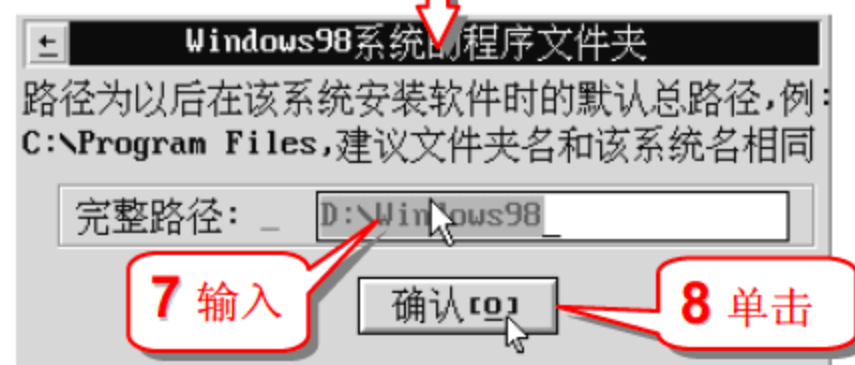 Windows98系统的程序文件夹
路径为以后在该系统安装软件时的默认总路径,例:
C:\Program Files,建议文件夹名和该系统名相同
完整路径: D:\Windows98_
7 输入
确认[O]
8 单击